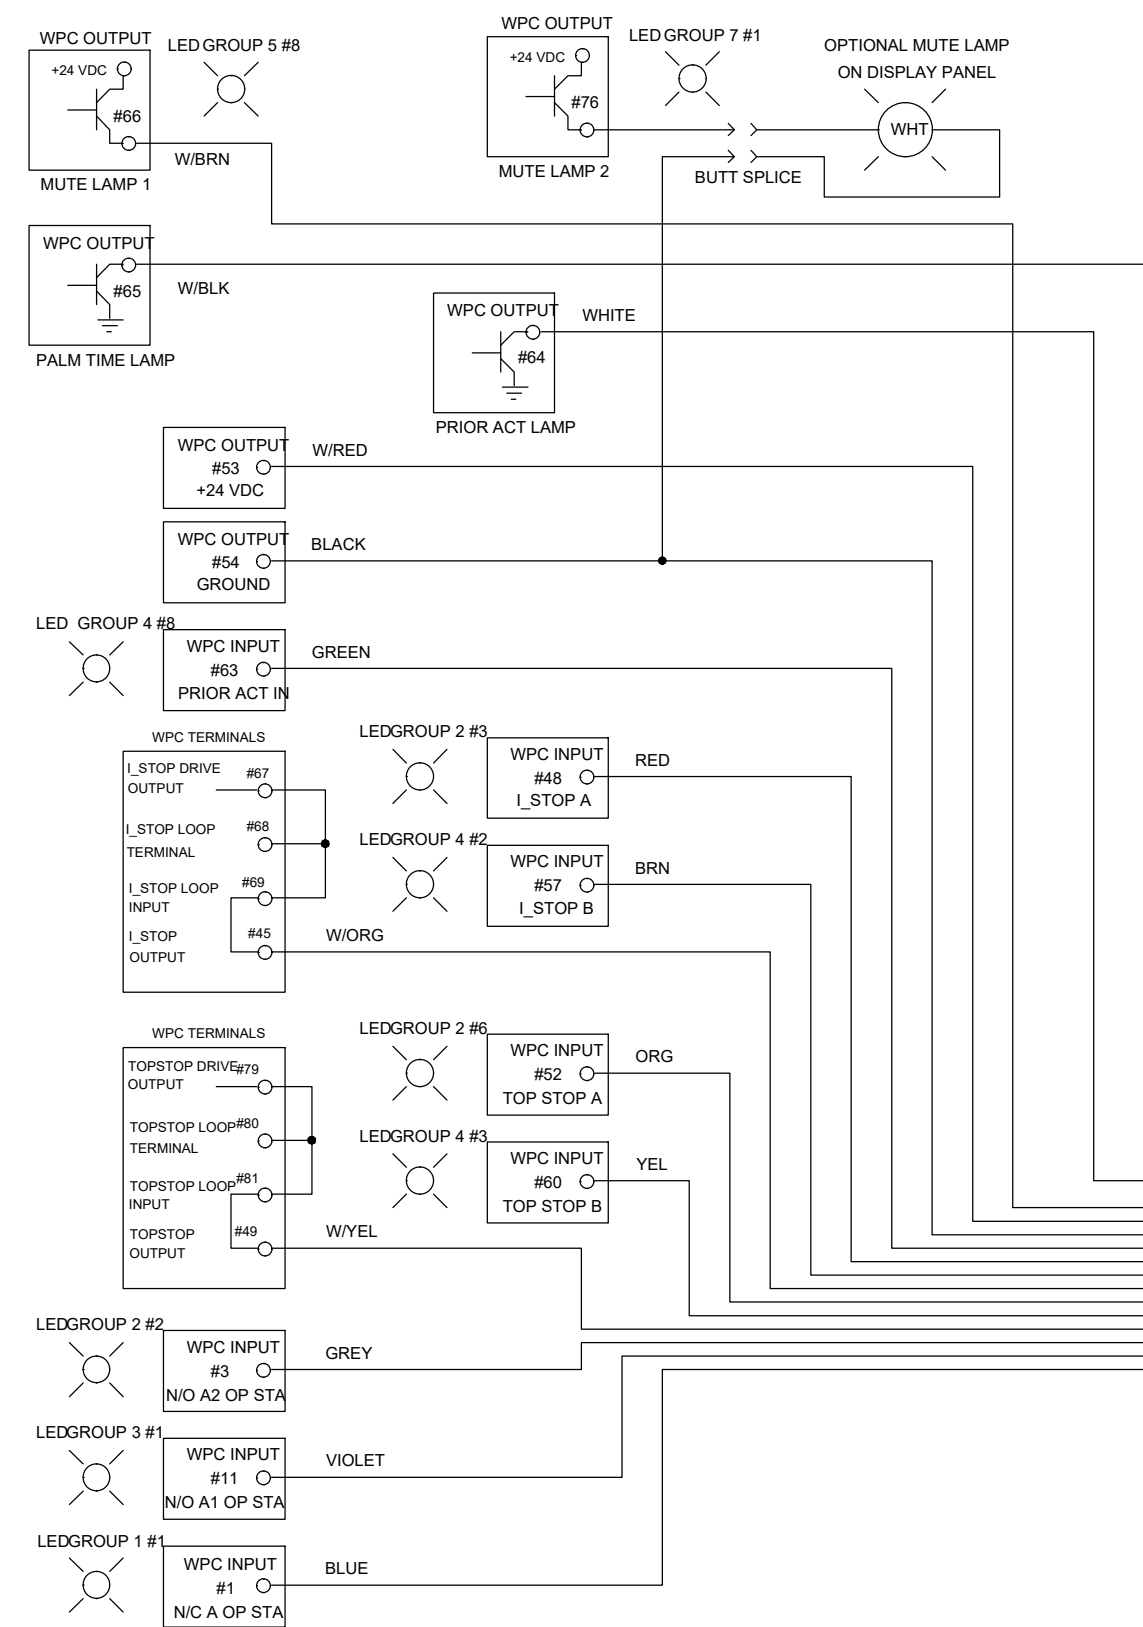 WPC OUTPUT
+24 VDC
#66
MUTE LAMP 1
LED GROUP 5 #8
W/BRN
WPC OUTPUT
+24 VDC
#76
MUTE LAMP 2
LED GROUP 7 #1
OPTIONAL MUTE LAMP
ON DISPLAY PANEL
WHT
BUTT SPLICE
WPC OUTPUT
#65
PALM TIME LAMP
W/BLK
WPC OUTPUT
#64
PRIOR ACT LAMP
WHITE
WPC OUTPUT
#53
+24 VDC
W/RED
WPC OUTPUT
#54
GROUND
BLACK
LED GROUP 4 #8
WPC INPUT
#63
PRIOR ACT IN
GREEN
WPC TERMINALS
I_STOP DRIVE
OUTPUT
#67
I_STOP LOOP
TERMINAL
#68
I_STOP LOOP
INPUT
#69
I_STOP
OUTPUT
#45
W/ORG
LEDGROUP 2 #3
WPC INPUT
#48
I_STOP A
RED
LEDGROUP 4 #2
WPC INPUT
#57
I_STOP B
BRN
WPC TERMINALS
TOPSTOP DRIVE
OUTPUT
#79
TOPSTOP LOOP
TERMINAL
#80
TOPSTOP LOOP
INPUT
#81
TOPSTOP
OUTPUT
#49
W/YEL
LEDGROUP 2 #6
WPC INPUT
#52
TOP STOP A
ORG
LEDGROUP 4 #3
WPC INPUT
#60
TOP STOP B
YEL
LEDGROUP 2 #2
WPC INPUT
#3
N/O A2 OP STA
GREY
LEDGROUP 3 #1
WPC INPUT
#11
N/O A1 OP STA
VIOLET
LEDGROUP 1 #1
WPC INPUT
#1
N/C A OP STA
BLUE